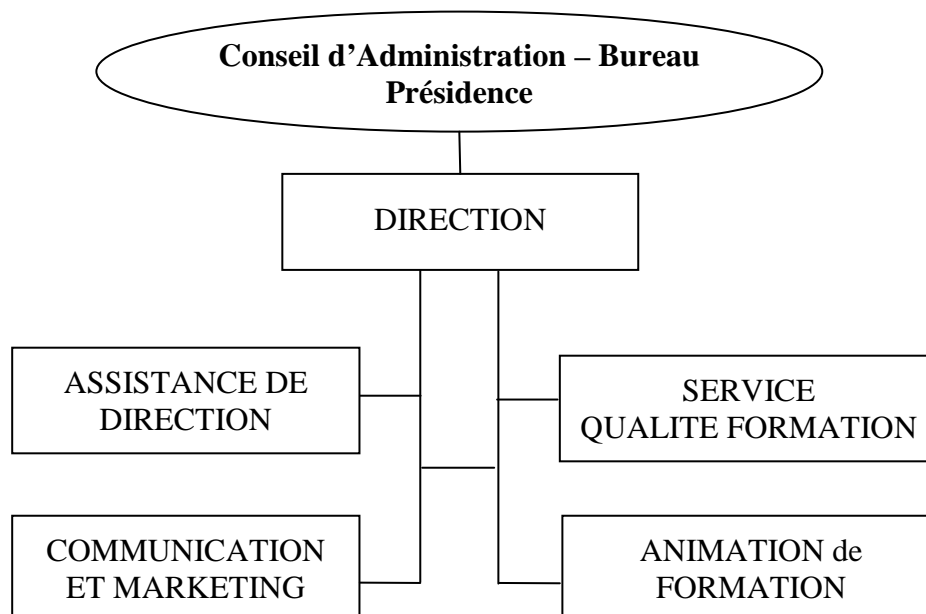 Conseil d’Administration – Bureau
Présidence
DIRECTION
ASSISTANCE DE
DIRECTION
SERVICE
QUALITE FORMATION
COMMUNICATION
ET MARKETING
ANIMATION de
FORMATION